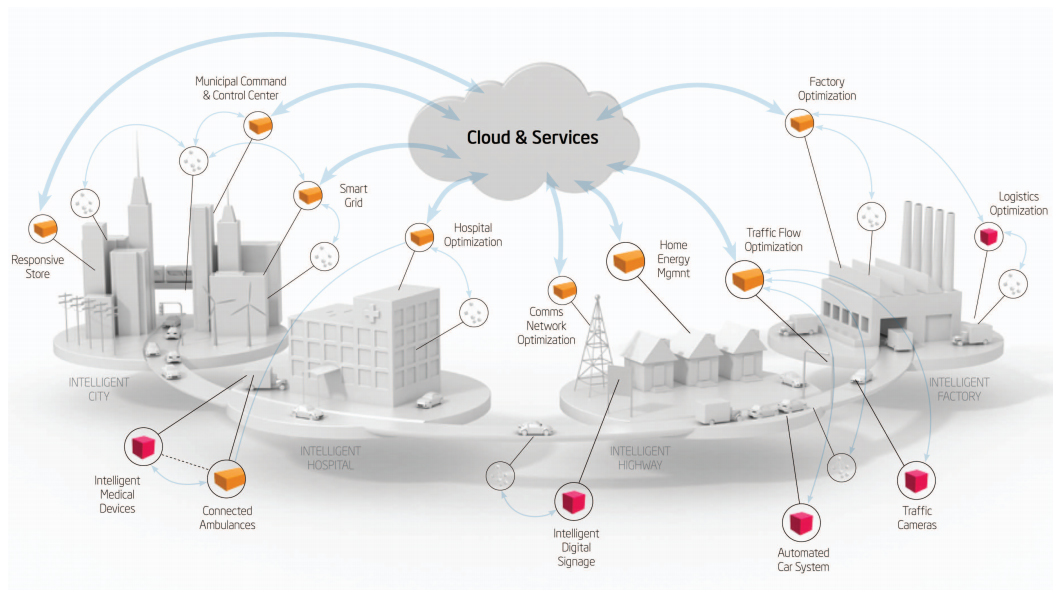 Municipal Command
& Control Center
Factory
Optimization
Cloud & Services
Smart
Grid
Logistics
Optimization
Hospital
Optimization
Responsive
Store
Home
Energy
Mgmnt
Traffic Flow
Optimization
Comms
Network
Optimization
INTELLIGENT
CITY
INTELLIGENT
FACTORY
INTELLIGENT
HOSPITAL
INTELLIGENT
HIGHWAY
Intelligent
Medical
Devices
Connected
Ambulances
Intelligent
Digital
Signage
Automated
Car System
Traffic
Cameras